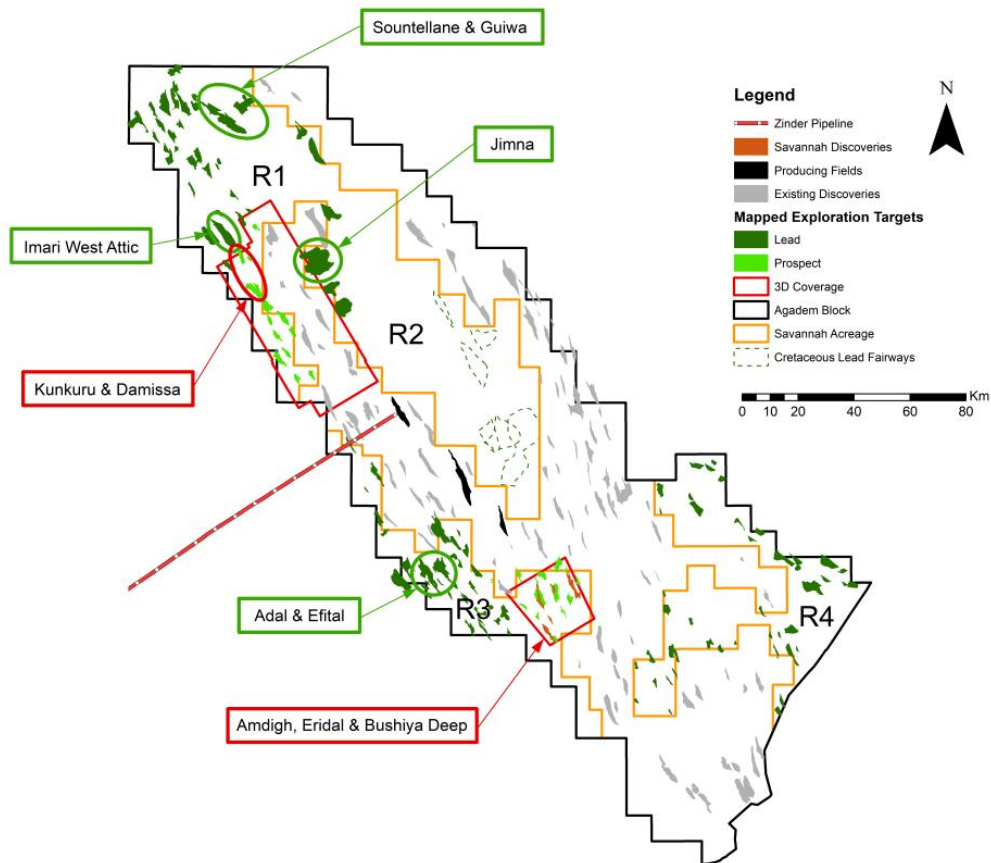 Sountellane & Guiwa
Jimna
Imari West Attic
Kunkuru & Damissa
Adal & Efital
Amdigh, Eridal & Bushiya Deep
R1
R2
R3
R4
N
Legend
Zinder Pipeline
Savannah Discoveries
Producing Fields
Existing Discoveries
Mapped Exploration Targets
Lead
Prospect
3D Coverage
Agadem Block
Savannah Acreage
Cretaceous Lead Fairways
Km
0 10 20 40 60 80